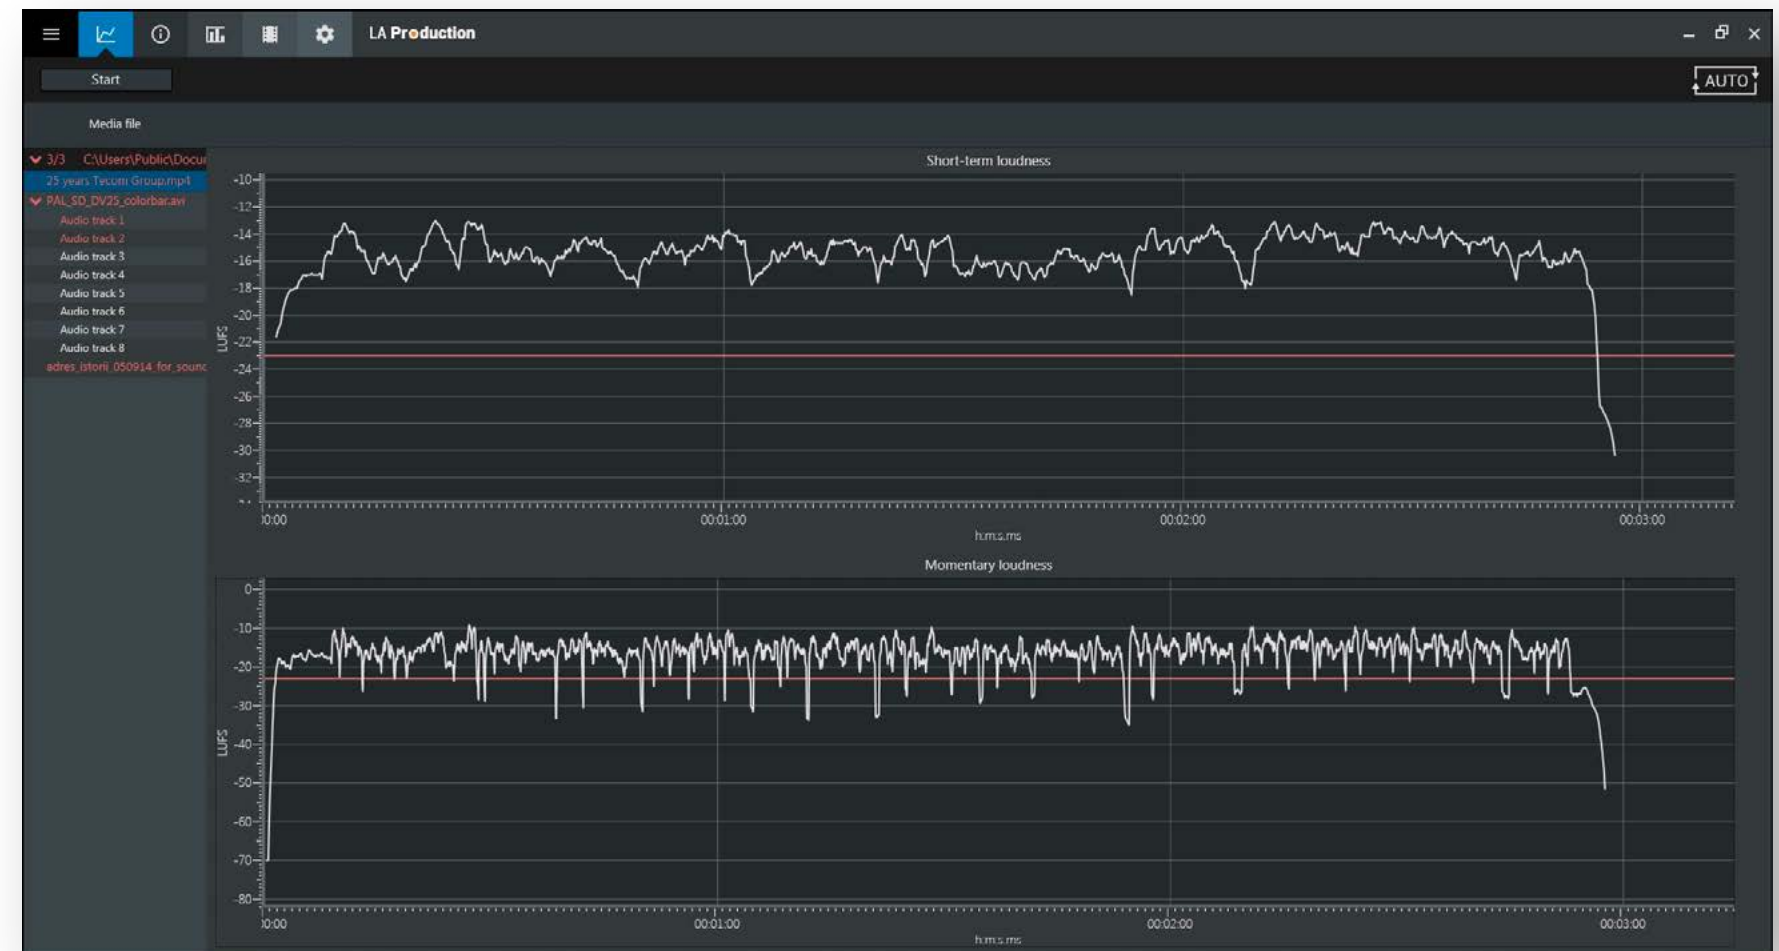 LA Production
Start
AUTO
Media file
3/3 C:\Users\Public\Docu
25 years Tecom Group.mp4
PAL_SD_DV25_colorbar.avi
Audio track 1
Audio track 2
Audio track 3
Audio track 4
Audio track 5
Audio track 6
Audio track 7
Audio track 8
adres_istorii_050914_for_sound
Short-term loudness
-10
-12
-14
-16
-18
-20
-22
-24
-26
-28
-30
-32
LUFS
00:00 00:01:00 00:02:00 00:03:00
h:m:s.ms
Momentary loudness
0
-10
-20
-30
-40
-50
-60
-70
-80
LUFS
00:00 00:01:00 00:02:00 00:03:00
h:m:s.ms